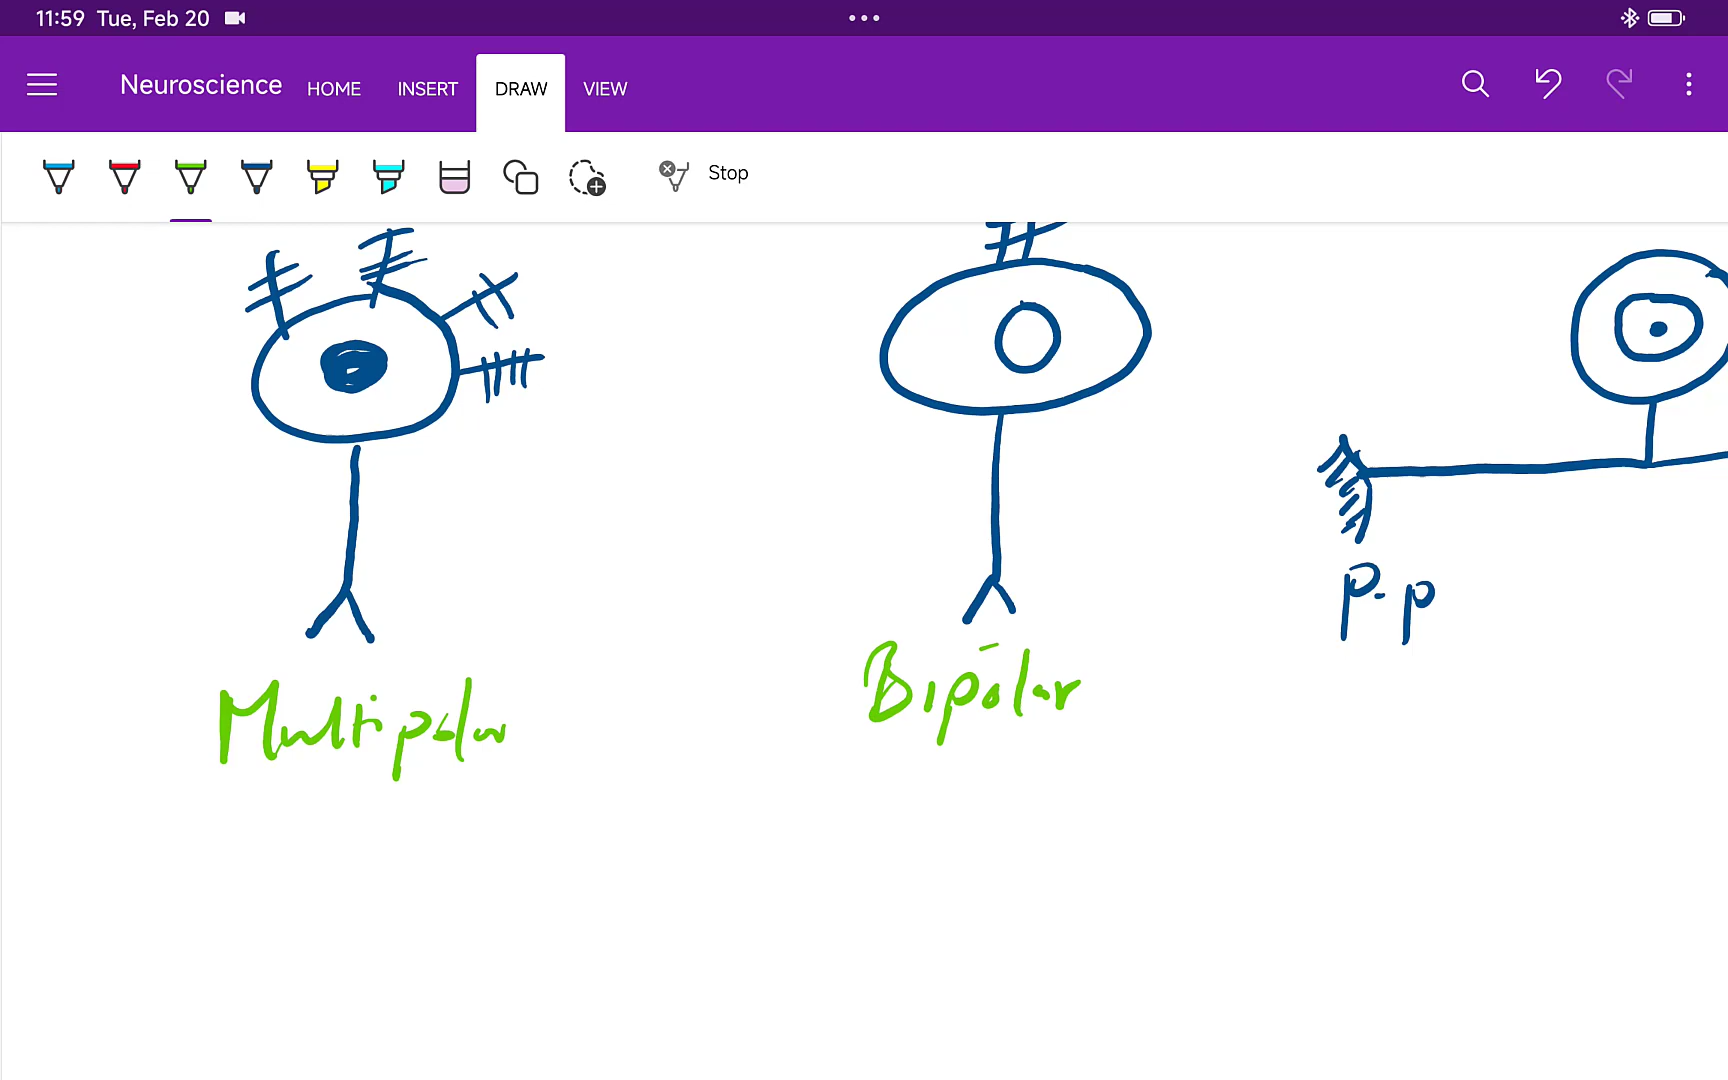 11:59 Tue, Feb 20
Neuroscience HOME INSERT DRAW VIEW
Stop
P. P
Multipolar
Bipolar